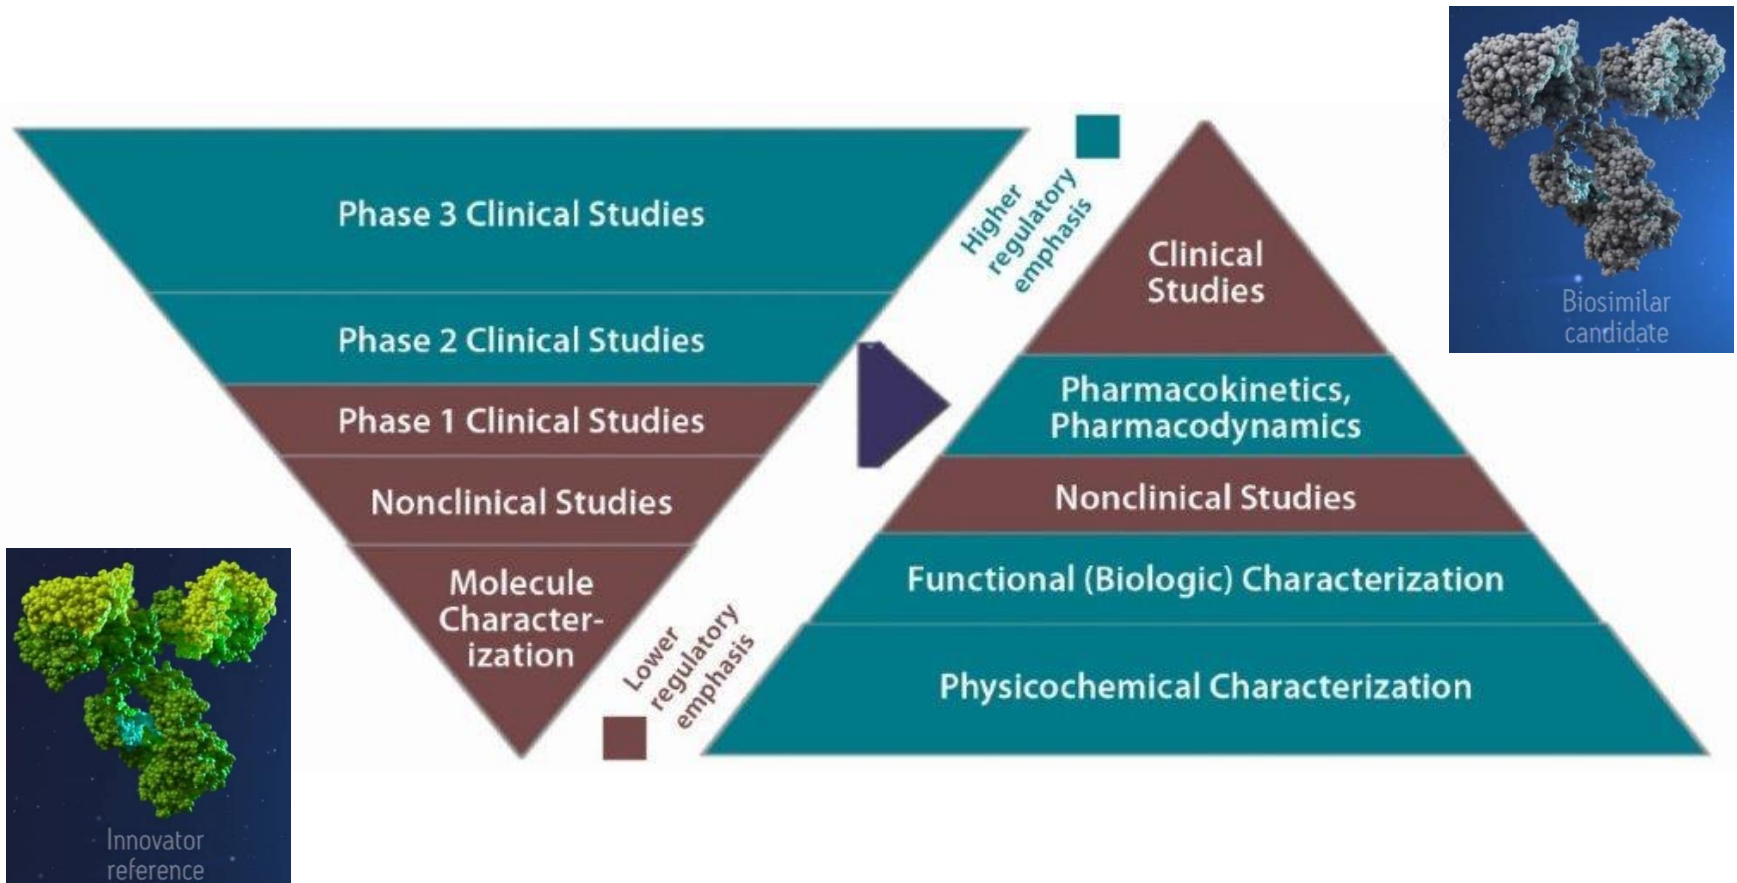 Phase 3 Clinical Studies
Phase 2 Clinical Studies
Phase 1 Clinical Studies
Nonclinical Studies
Molecule
Character-
ization
Innovator
reference
Higher
regulatory
emphasis
Lower
regulatory
emphasis
Clinical
Studies
Pharmacokinetics,
Pharmacodynamics
Nonclinical Studies
Functional (Biologic) Characterization
Physicochemical Characterization
Biosimilar
candidate